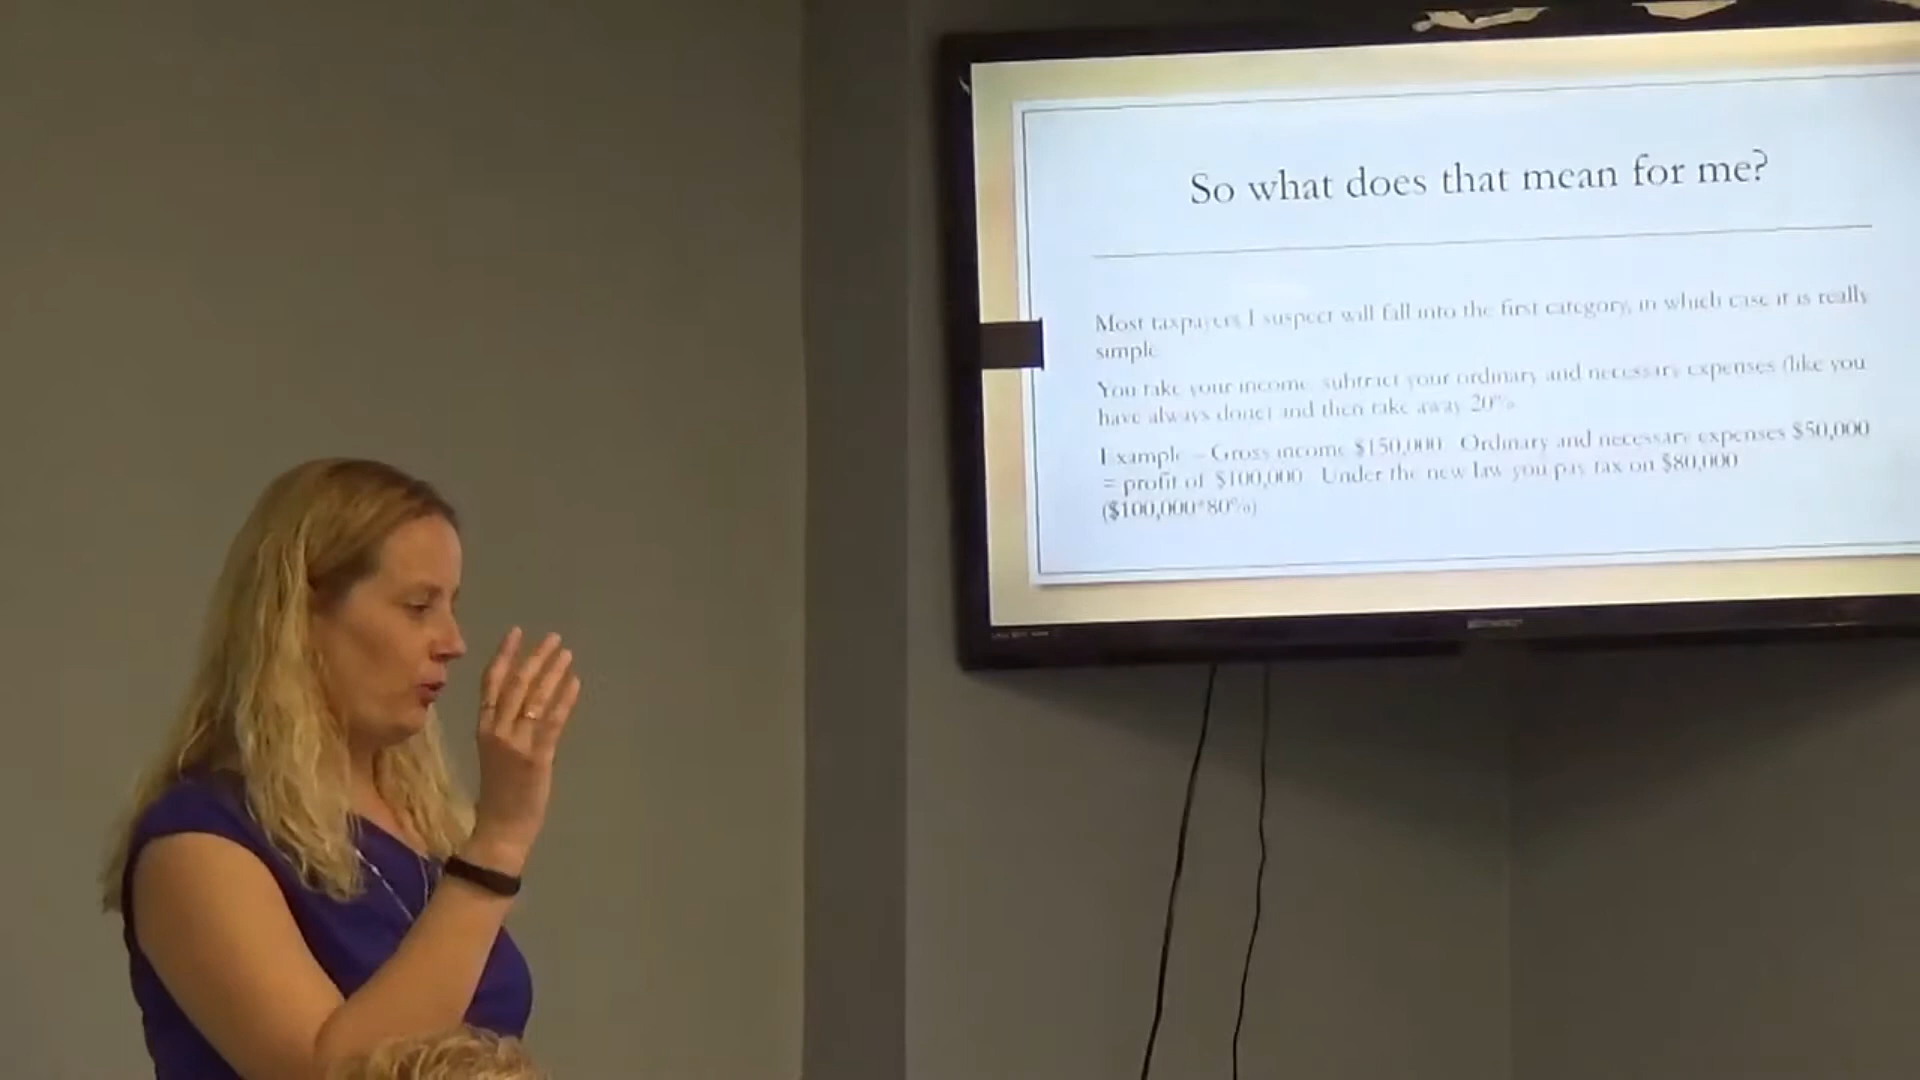 So what does that mean for me?
Most taxpayers I suspect will fall into the first category, in which case it is really
simple.
You take your income, subtract your ordinary and necessary expenses (like you
have always done) and then take away 20%.
Example – Gross income $150,000. Ordinary and necessary expenses $50,000
= profit of $100,000. Under the new law you pay tax on $80,000
($100,000*80%)